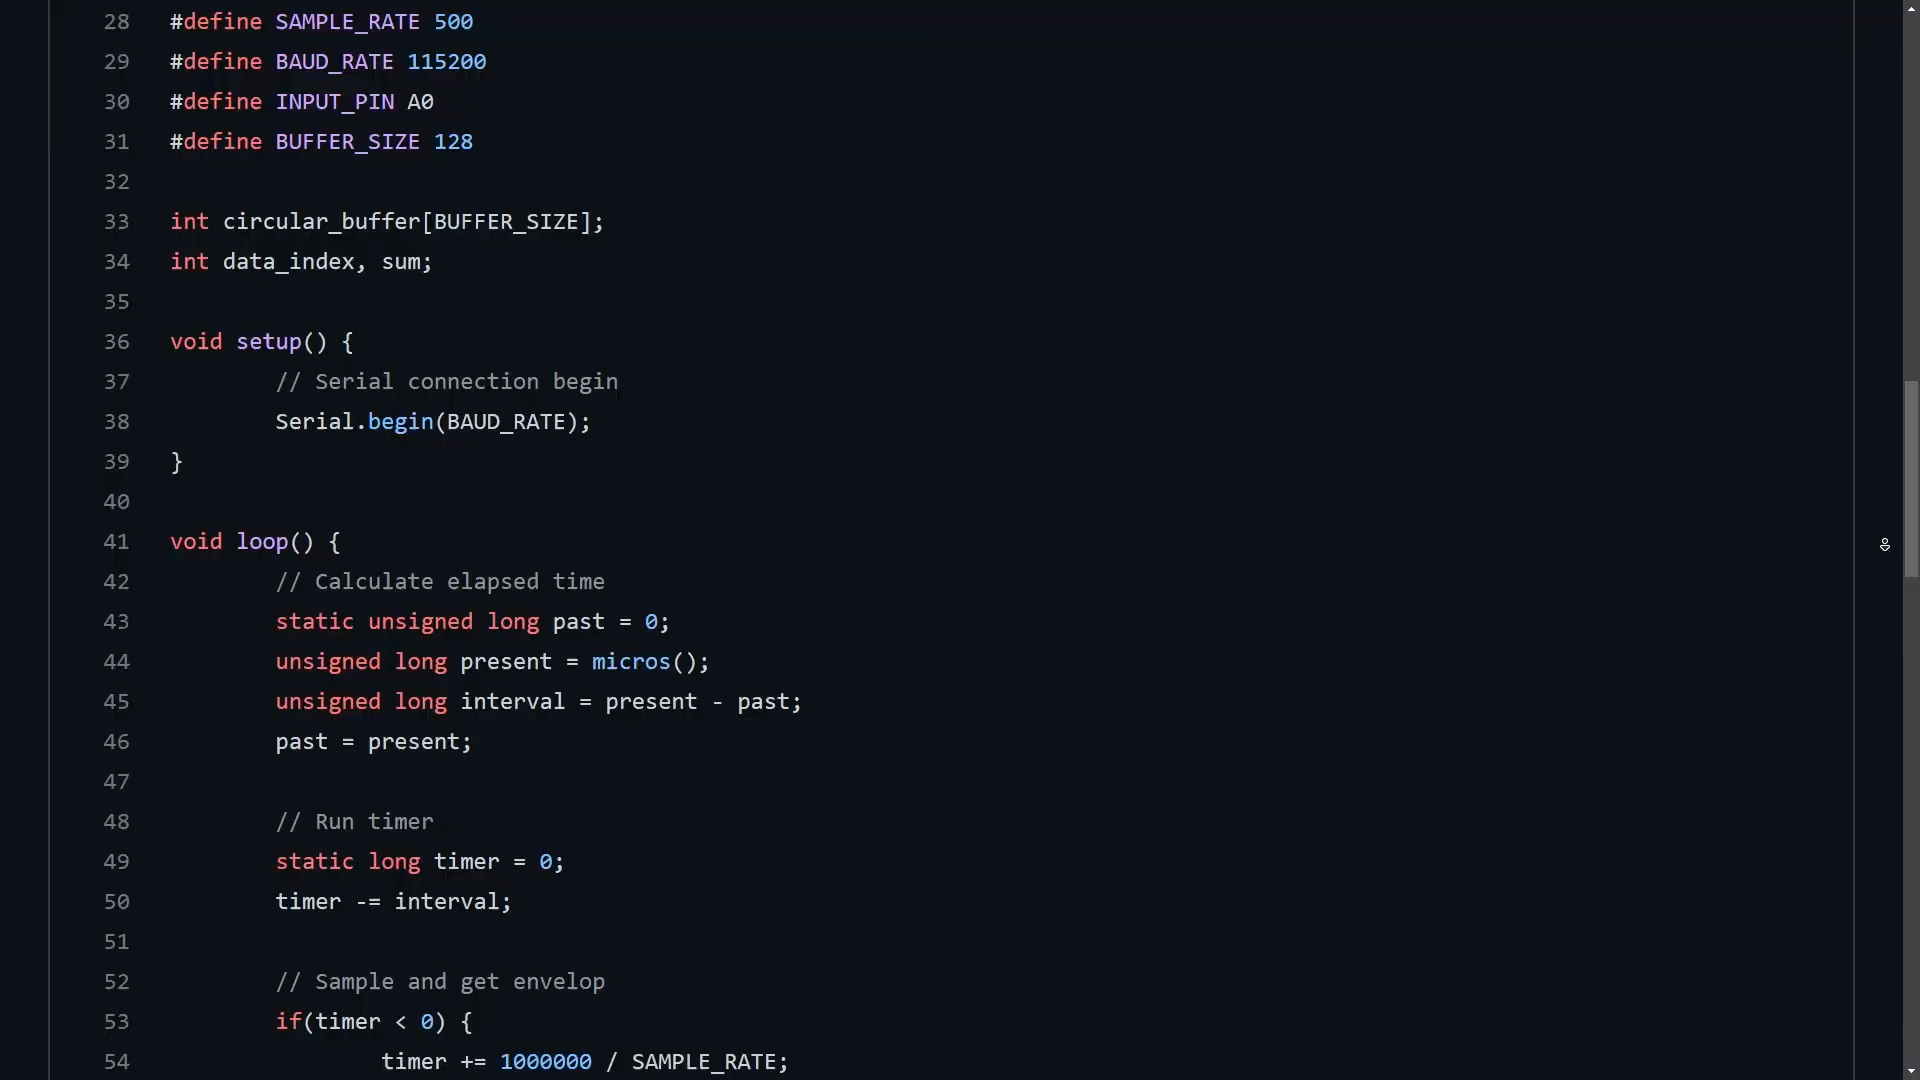 28 #define SAMPLE_RATE 500
29 #define BAUD_RATE 115200
30 #define INPUT_PIN A0
31 #define BUFFER_SIZE 128
32
33 int circular_buffer[BUFFER_SIZE];
34 int data_index, sum;
35
36 void setup() {
37 // Serial connection begin
38 Serial.begin(BAUD_RATE);
39 }
40
41 void loop() {
42 // Calculate elapsed time
43 static unsigned long past = 0;
44 unsigned long present = micros();
45 unsigned long interval = present - past;
46 past = present;
47
48 // Run timer
49 static long timer = 0;
50 timer -= interval;
51
52 // Sample and get envelop
53 if(timer < 0) {
54 timer += 1000000 / SAMPLE_RATE;